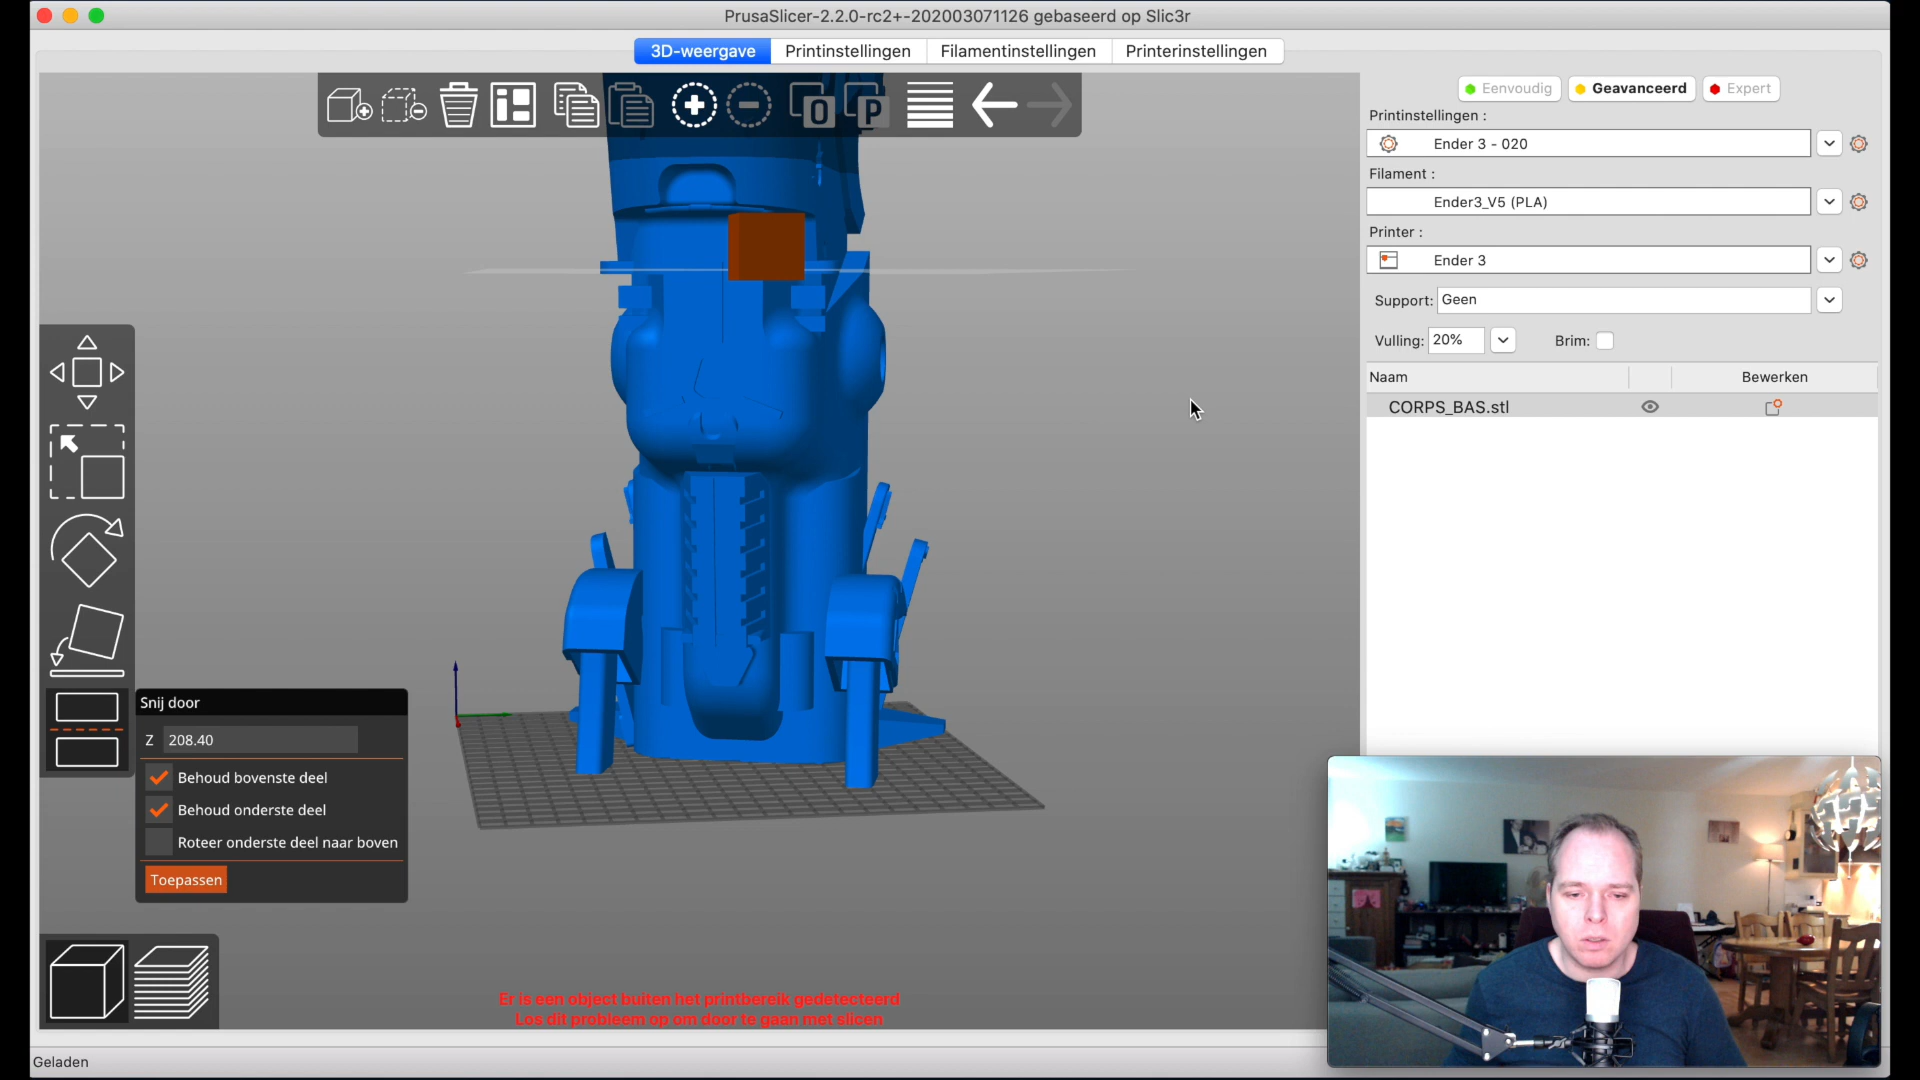 PrusaSlicer-2.2.0-rc2+-202003071126 gebaseerd op Slic3r
3D-weergave
Printinstellingen
Filamentinstellingen
Printerinstellingen
O
P
Eenvoudig
Geavanceerd
Expert
Printinstellingen :
Ender 3 - 020
Filament :
Ender3_V5 (PLA)
Printer :
Ender 3
Support: Geen
Vulling: 20%
Brim:
Naam
Bewerken
CORPS_BAS.stl
Snij door
Z 208.40
Behoud bovenste deel
Behoud onderste deel
Roteer onderste deel naar boven
Toepassen
Er is een object buiten het printbereik gedetecteerd
Los dit probleem op om door te gaan met slicen
Geladen